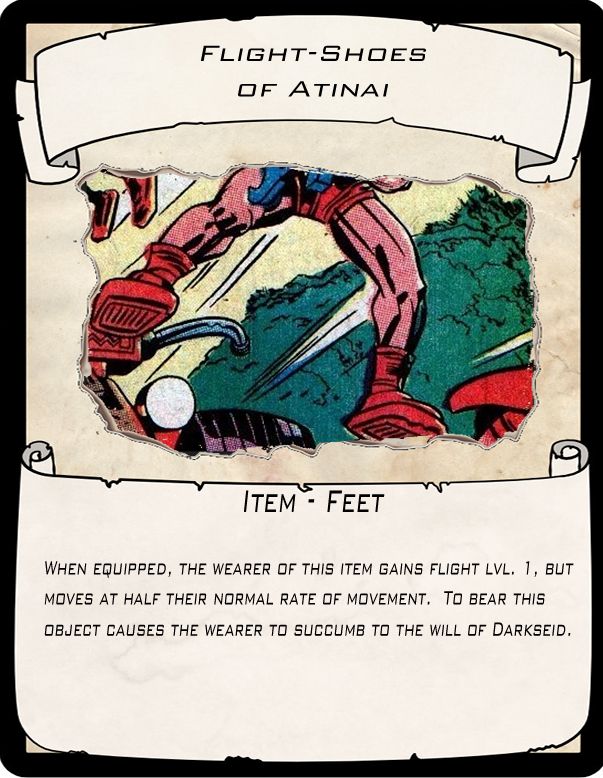 Flight-Shoes
of Atinai
Item - Feet
When equipped, the wearer of this item gains flight lvl. 1, but
moves at half their normal rate of movement. To bear this
object causes the wearer to succumb to the will of Darkseid.